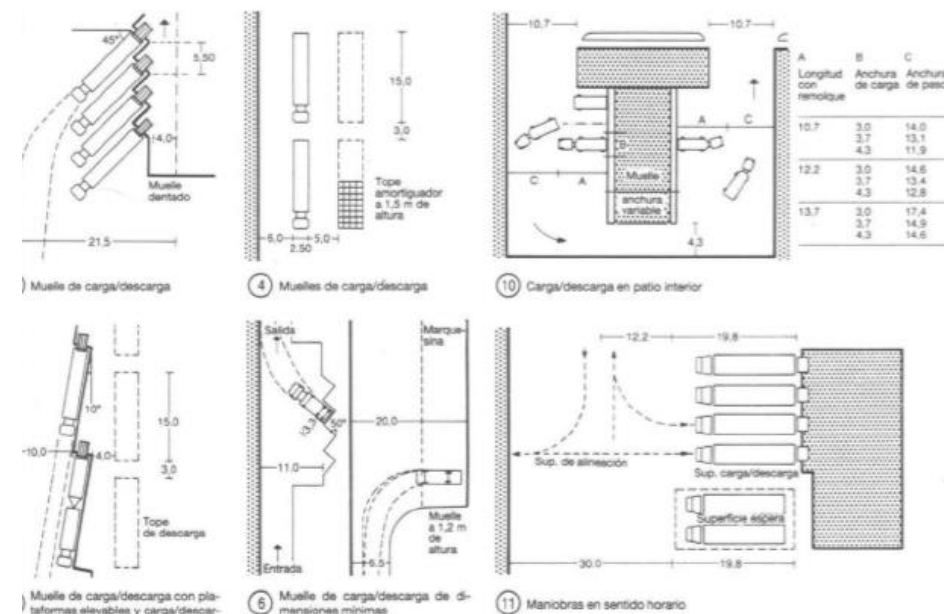 45°
5,50
4,0
Muelle
dentado
21,5
Muelle de carga/descarga
15,0
3,0
Tope
amortiguador
a 1,5 m de
altura
6,0
5,0
2,50
4 Muelles de carga/descarga
10,7
10,7
A
C
B
C
A
Muelle
anchura
variable
4,3
10 Carga/descarga en patio interior
A B C
Longitud Anchura Anchura
con de carga de paso
remolque
10,7 3,0 14,0
3,7 13,1
4,3 11,9
12,2 3,0 14,6
3,7 13,4
4,3 12,8
13,7 3,0 17,4
3,7 14,9
4,3 14,6
10°
15,0
10,0
4,0
3,0
Tope
de descarga
Muelle de carga/descarga con pla-
taformas elevables y carga/descar-
Salida
Marque-
sina
50°
13,3
20,0
11,0
Muelle
a 1,2 m
de
altura
6,5
Entrada
6 Muelle de carga/descarga de di-
mensiones mínimas
12,2
19,8
Sup. de alineación
Sup. carga/descarga
Superficie espera
30,0
19,8
11 Maniobras en sentido horario